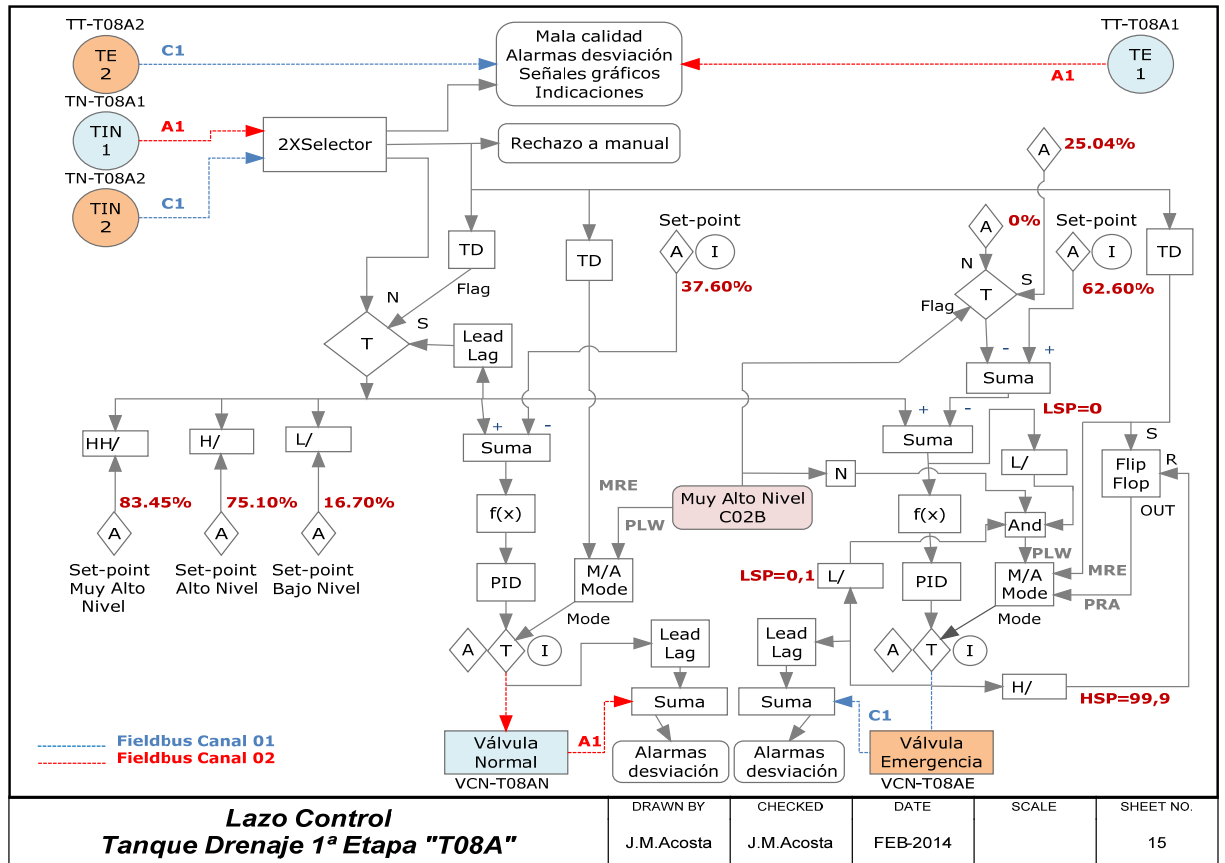 TT-T08A2
TE
2
C1
TN-T08A1
TIN
1
A1
TN-T08A2
TIN
2
C1
2XSelector
Mala calidad
Alarmas desviación
Señales gráficos
Indicaciones
Rechazo a manual
TT-T08A1
TE
1
A1
A
25.04%
TD
Flag
N
S
T
Lead
Lag
TD
Set-point
A
I
37.60%
A
0%
N
S
T
Flag
Set-point
A
I
62.60%
TD
-
+
Suma
HH/
H/
L/
83.45%
75.10%
16.70%
A
A
A
Set-point
Muy Alto
Nivel
Set-point
Alto Nivel
Set-point
Bajo Nivel
+
-
Suma
f(x)
PID
MRE
PLW
M/A
Mode
Mode
A
T
I
Muy Alto Nivel
C02B
N
+
-
Suma
LSP=0
L/
f(x)
And
PLW
LSP=0,1
L/
PID
M/A
Mode
MRE
PRA
Mode
S
Flip
Flop
R
OUT
A
T
I
H/
HSP=99,9
Lead
Lag
Suma
Alarmas
desviación
Lead
Lag
Suma
Alarmas
desviación
A1
C1
Válvula
Normal
VCN-T08AN
Válvula
Emergencia
VCN-T08AE
Fieldbus Canal 01
Fieldbus Canal 02
Lazo Control
Tanque Drenaje 1ª Etapa "T08A"
DRAWN BY
J.M.Acosta
CHECKED
J.M.Acosta
DATE
FEB-2014
SCALE
SHEET NO.
15